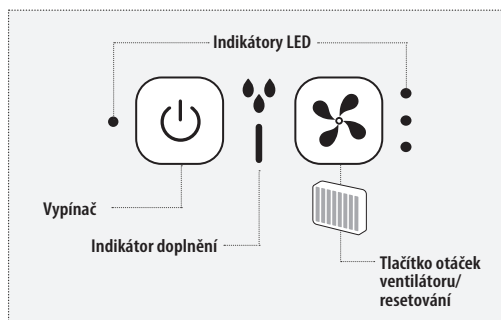 Indikátory LED
Vypínač
Indikátor doplnění
Tlačítko otáček
ventilátoru/
resetování